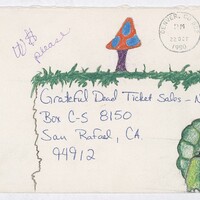 please
Grateful Dead Ticket Sales - N
Box C-S 8150
San Rafael, CA.
94912